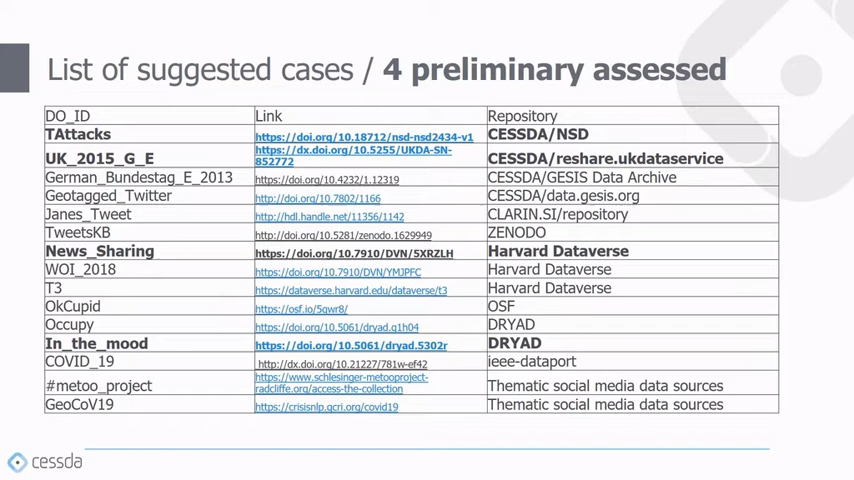 List of suggested cases / 4 preliminary assessed
DO_ID Link Repository
TAttacks https://doi.org/10.18712/nsd-nsd2434-v1 CESSDA/NSD
UK_2015_G_E https://dx.doi.org/10.5255/UKDA-SN-852772 CESSDA/reshare.ukdataservice
German_Bundestag_E_2013 https://doi.org/10.4232/1.12319 CESSDA/GESIS Data Archive
Geotagged_Twitter http://doi.org/10.7802/1166 CESSDA/data.gesis.org
Janes_Tweet http://hdl.handle.net/11356/1142 CLARIN.SI/repository
TweetsKB http://doi.org/10.5281/zenodo.1629949 ZENODO
News_Sharing https://doi.org/10.7910/DVN/5XRZLH Harvard Dataverse
WOI_2018 https://doi.org/10.7910/DVN/YMJPFC Harvard Dataverse
T3 https://dataverse.harvard.edu/dataverse/t3 Harvard Dataverse
OkCupid https://osf.io/5qwr8/ OSF
Occupy https://doi.org/10.5061/dryad.q1h04 DRYAD
In_the_mood https://doi.org/10.5061/dryad.5302r DRYAD
COVID_19 http://dx.doi.org/10.21227/781w-ef42 ieee-dataport
#metoo_project https://www.schlesinger-metooproject-radcliffe.org/access-the-collection Thematic social media data sources
GeoCoV19 https://crisisnlp.qcri.org/covid19 Thematic social media data sources
cessda